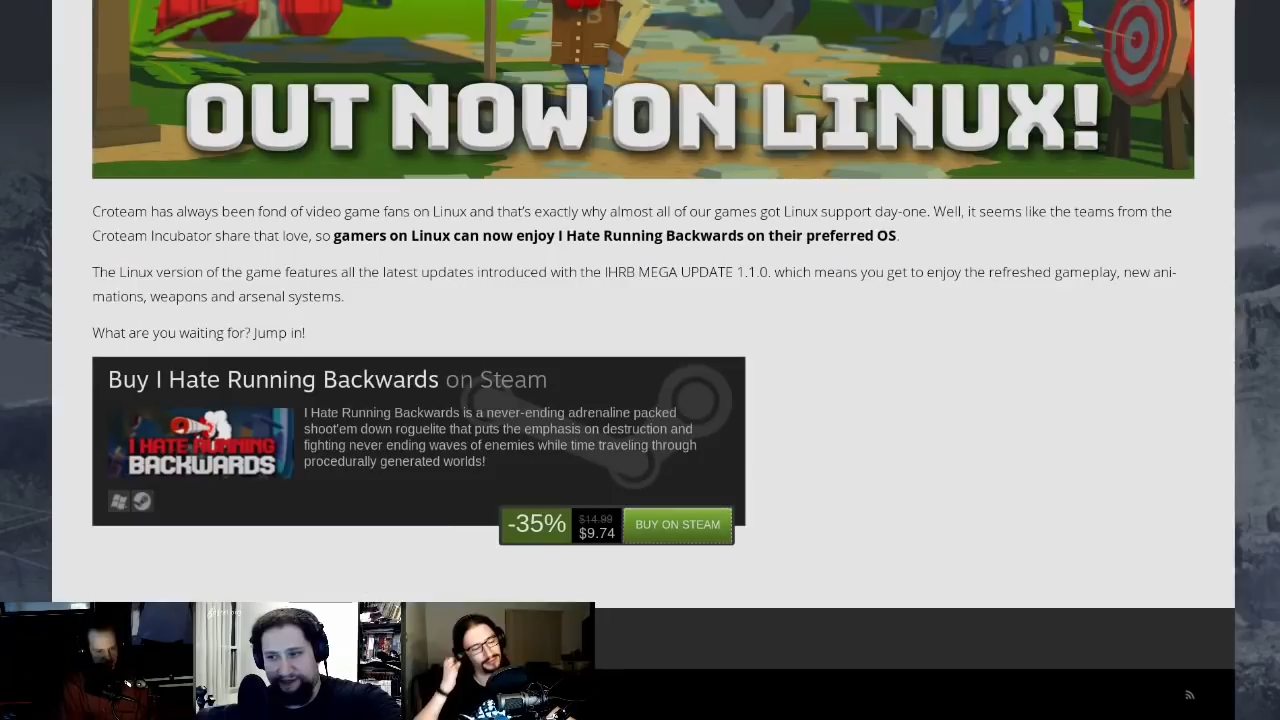 OUT NOW ON LINUX!
Croteam has always been fond of video game fans on Linux and that's exactly why almost all of our games got Linux support day-one. Well, it seems like the teams from the
Croteam Incubator share that love, so gamers on Linux can now enjoy I Hate Running Backwards on their preferred OS.
The Linux version of the game features all the latest updates introduced with the IHRB MEGA UPDATE 1.1.0. which means you get to enjoy the refreshed gameplay, new ani-
mations, weapons and arsenal systems.
What are you waiting for? Jump in!
Buy I Hate Running Backwards on Steam
I HATE RUNNING
BACKWARDS
I Hate Running Backwards is a never-ending adrenaline packed
shoot'em down roguelite that puts the emphasis on destruction and
fighting never ending waves of enemies while time traveling through
procedurally generated worlds!
-35%
$14.99
$9.74
BUY ON STEAM